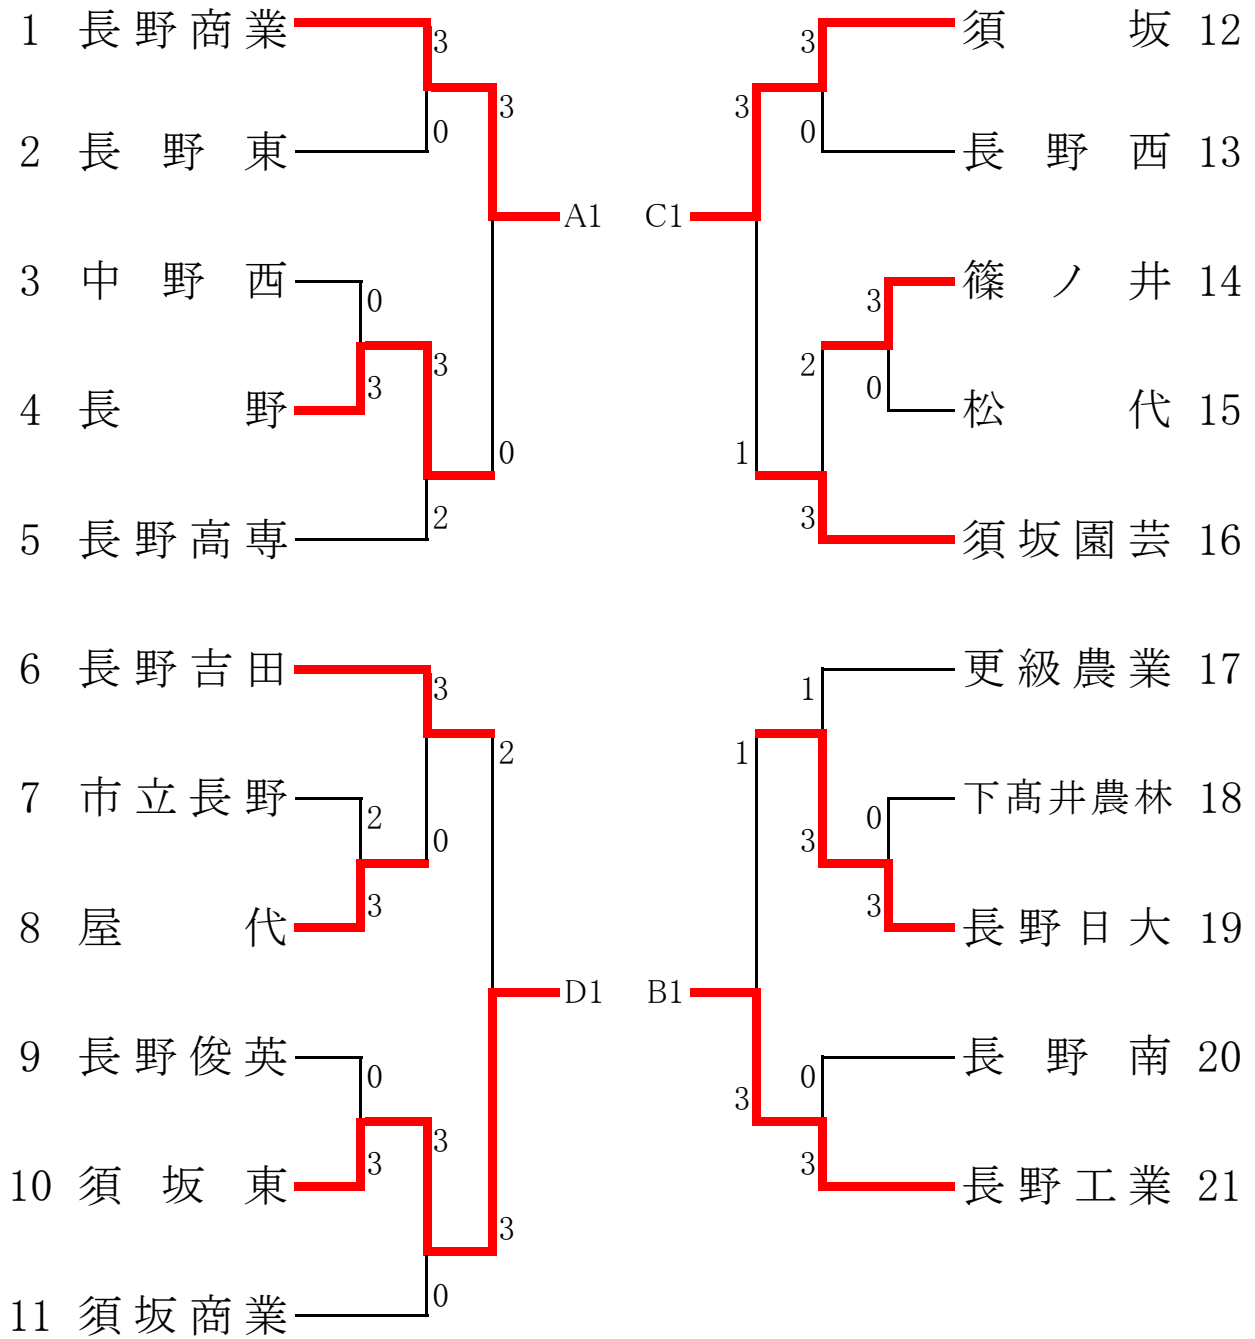 1 長野商業
3
3
0
2 長野東
A1
3 中野西
0
3
3
4 長野
0
2
5 長野高専
6 長野吉田
3
2
7 市立長野
2
0
3
8 屋代
D1
9 長野俊英
0
3
3
10 須坂東
3
0
11 須坂商業
須坂 12
3
3
0
長野西 13
C1
篠ノ井 14
3
2
0
松代 15
1
3
須坂園芸 16
更級農業 17
1
1
下髙井農林 18
0
3
3
長野日大 19
B1
長野南 20
0
3
3
長野工業 21